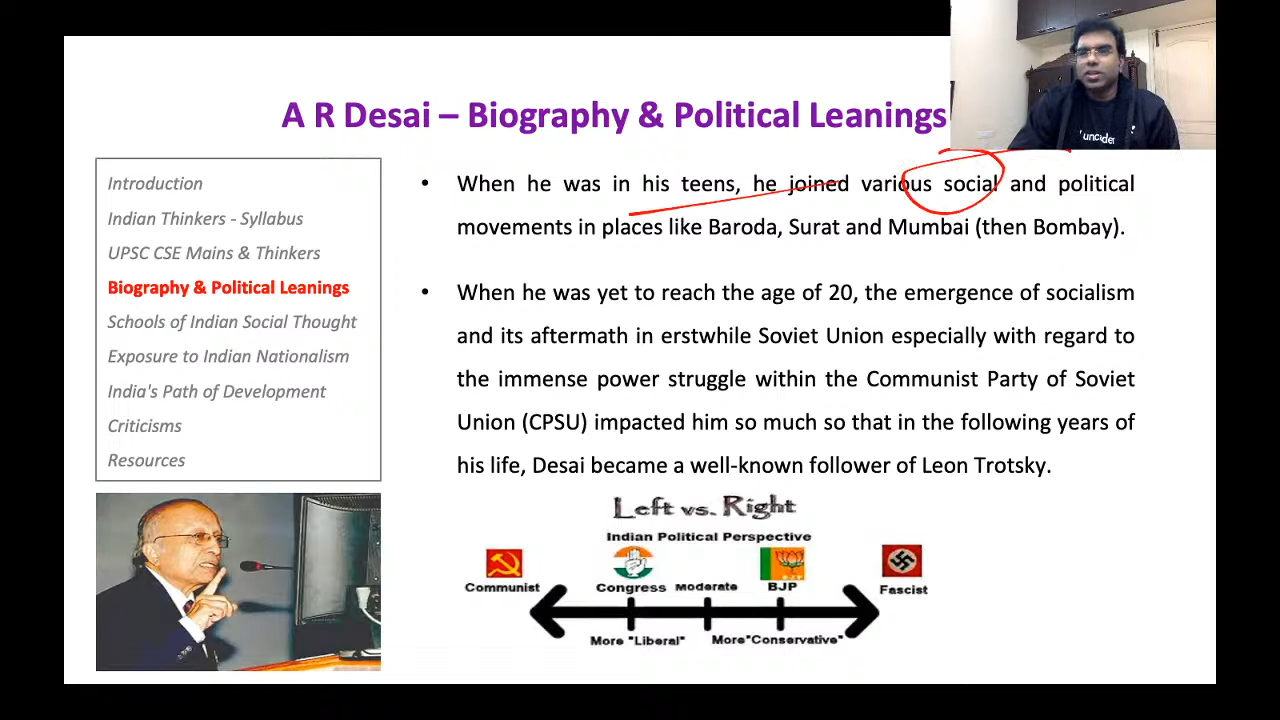 A R Desai – Biography & Political Leanings
Introduction
Indian Thinkers - Syllabus
UPSC CSE Mains & Thinkers
Biography & Political Leanings
Schools of Indian Social Thought
Exposure to Indian Nationalism
India's Path of Development
Criticisms
Resources
• When he was in his teens, he joined various social and political
movements in places like Baroda, Surat and Mumbai (then Bombay).
• When he was yet to reach the age of 20, the emergence of socialism
and its aftermath in erstwhile Soviet Union especially with regard to
the immense power struggle within the Communist Party of Soviet
Union (CPSU) impacted him so much so that in the following years of
his life, Desai became a well-known follower of Leon Trotsky.
Left vs. Right
Indian Political Perspective
Communist Congress Moderate BJP Fascist
More "Liberal" More"Conservative"